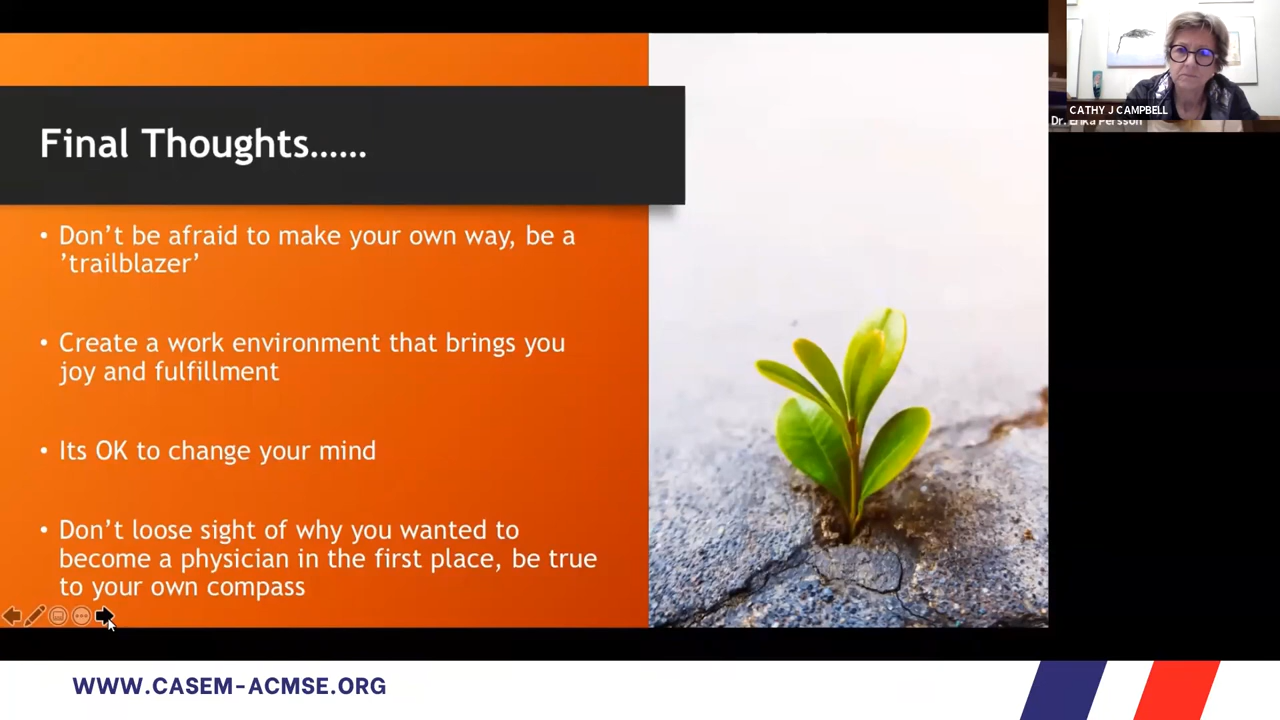 CATHY J CAMPBELL
Dr. Erika Persson
Final Thoughts......
• Don't be afraid to make your own way, be a
'trailblazer'
• Create a work environment that brings you
joy and fulfillment
• Its OK to change your mind
• Don't loose sight of why you wanted to
become a physician in the first place, be true
to your own compass
WWW.CASEM-ACMSE.ORG